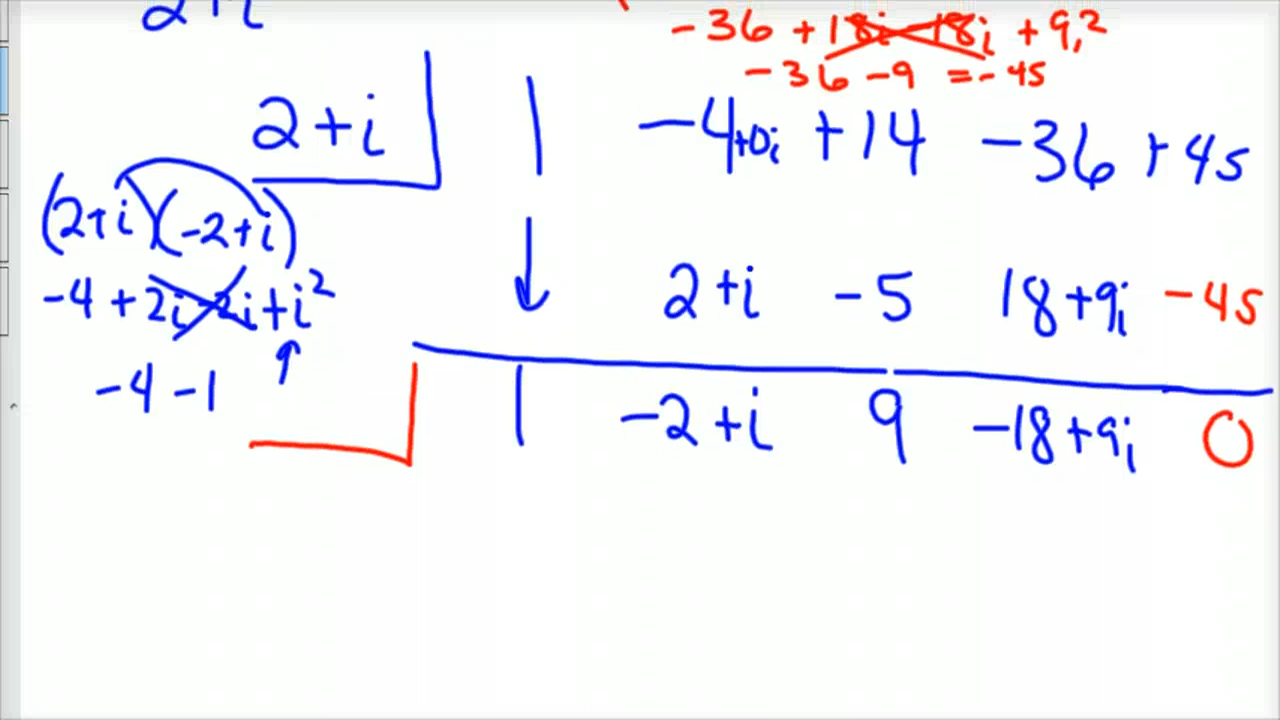 2+i
-36 +18i -18i + 9i²
-36 -9 = -45
2+i 1 -4+0i +14 -36 +45
(2+i)(-2+i)
-4 +2i -2i +i² 2+i -5 18+9i -45
-4 -1
1 -2+i 9 -18+9i 0